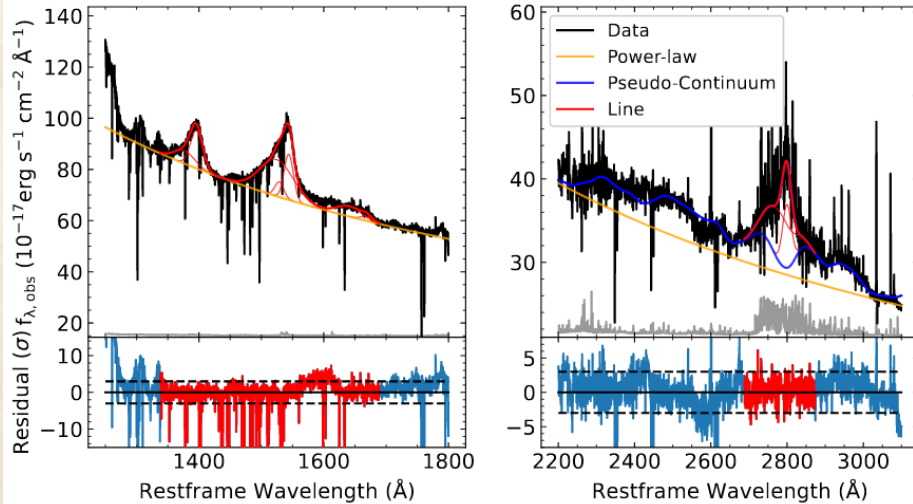 140
120
100
80
60
40
20
60
50
40
30
Data
Power-law
Pseudo-Continuum
Line
Residual (σ) f_λ, obs (10⁻¹⁷erg s⁻¹ cm⁻² Å⁻¹)
10
0
−10
5
0
−5
1400 1600 1800
2200 2400 2600 2800 3000
Restframe Wavelength (Å)
Restframe Wavelength (Å)